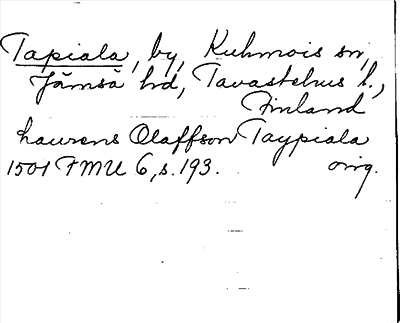 Tapiala, by, Kuhmois sn,
Jämsä hd, Tavastehus l.,
Finland
Laurens Olaffson Taypiala
1501 FMU 6, s. 193. orig.